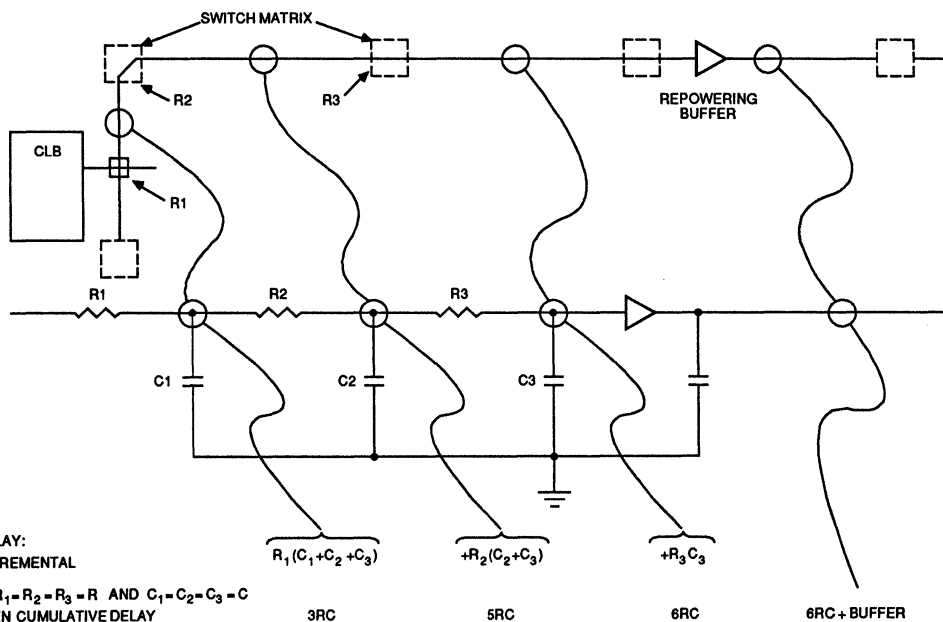 SWITCH MATRIX
R2
R3
REPOWERING
BUFFER
CLB
R1
R1
R2
R3
C1
C2
C3
R₁(C₁+C₂+C₃)
+R₂(C₂+C₃)
+R₃C₃
LAY:
REMENTAL
R₁=R₂=R₃=R AND C₁=C₂=C₃=C
EN CUMULATIVE DELAY
3RC
5RC
6RC
6RC+BUFFER